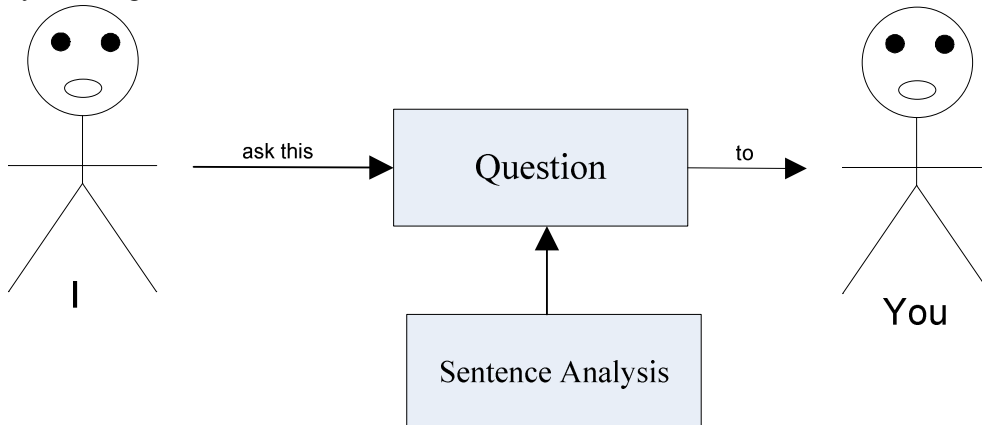 ask this
Question
to
I
You
Sentence Analysis